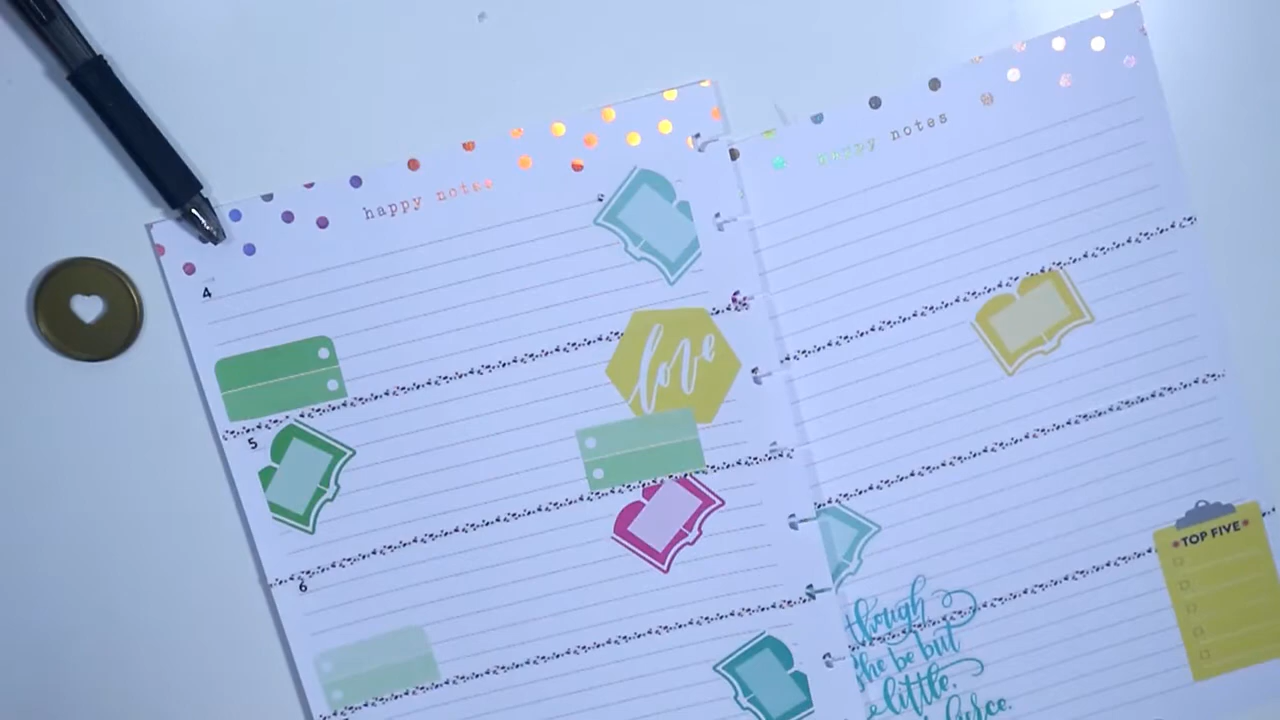 happy notes
happy notes
4
love
5
6
TOP FIVE
though
she be but
little.